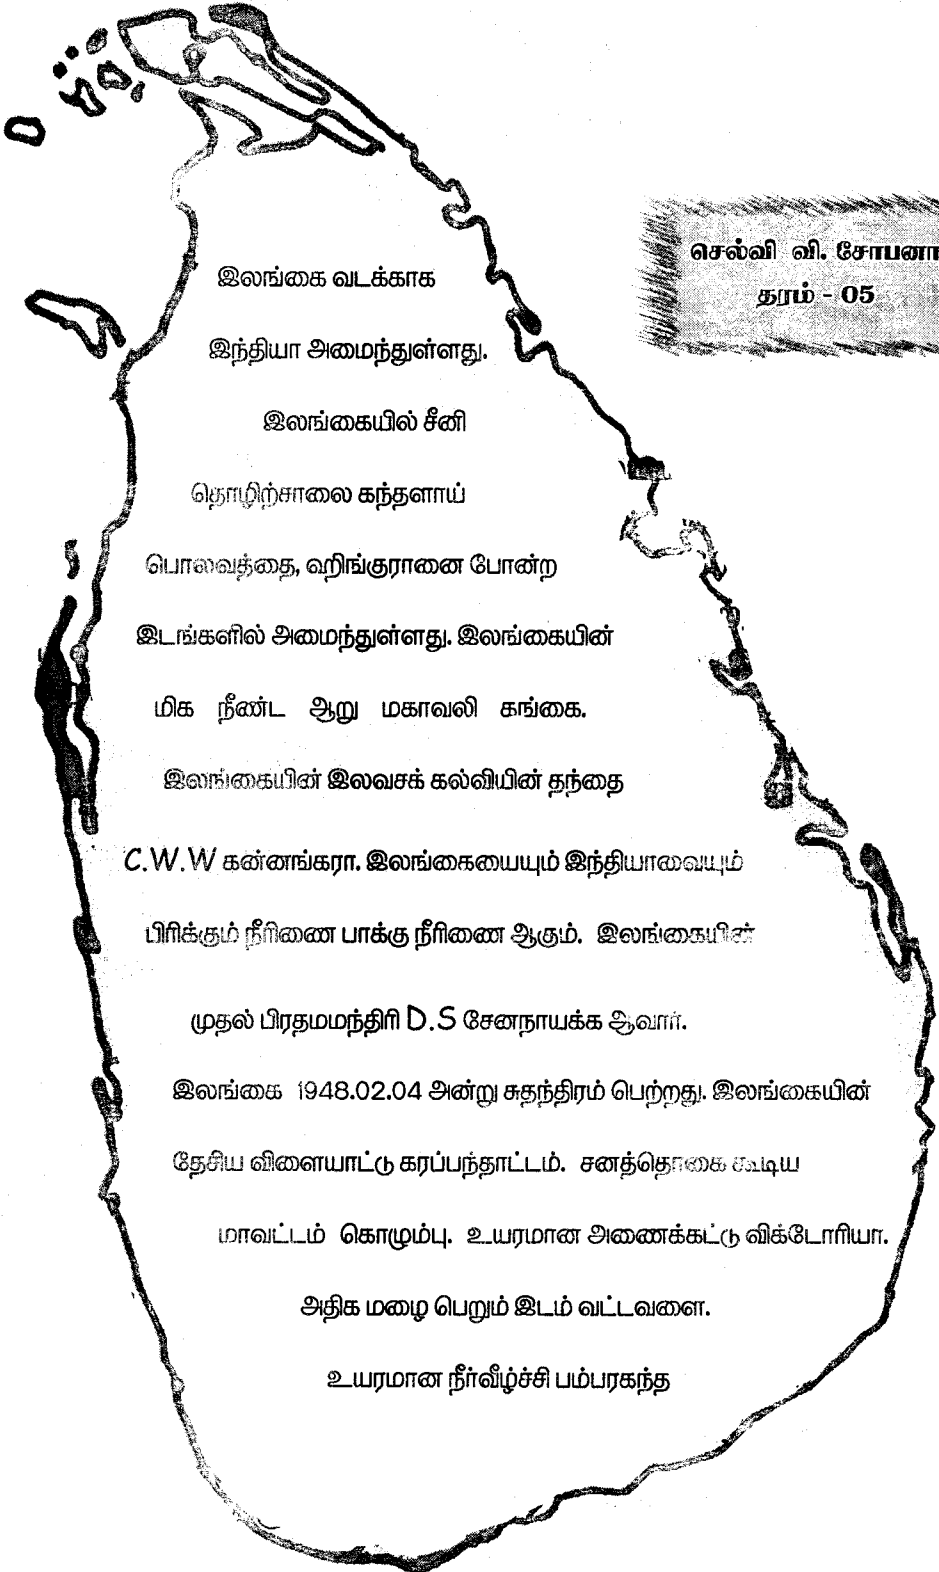 செல்வி வி. சோபனா
தரம் - 05
இலங்கை வடக்காக
இந்தியா அமைந்துள்ளது.
இலங்கையில் சீனி
தொழிற்சாலை கந்தளாய்
பொலவத்தை, ஹிங்குரானை போன்ற
இடங்களில் அமைந்துள்ளது. இலங்கையின்
மிக நீண்ட ஆறு மகாவலி கங்கை.
இலங்கையின் இலவசக் கல்வியின் தந்தை
C.W.W கன்னங்கரா. இலங்கையையும் இந்தியாவையும்
பிரிக்கும் நீரிணை பாக்கு நீரிணை ஆகும். இலங்கையின்
முதல் பிரதமமந்திரி D.S சேனநாயக்க ஆவார்.
இலங்கை 1948.02.04 அன்று சுதந்திரம் பெற்றது. இலங்கையின்
தேசிய விளையாட்டு கரப்பந்தாட்டம். சனத்தொகை கூடிய
மாவட்டம் கொழும்பு. உயரமான அணைக்கட்டு விக்டோரியா.
அதிக மழை பெறும் இடம் வட்டவளை.
உயரமான நீர்வீழ்ச்சி பம்பரகந்த